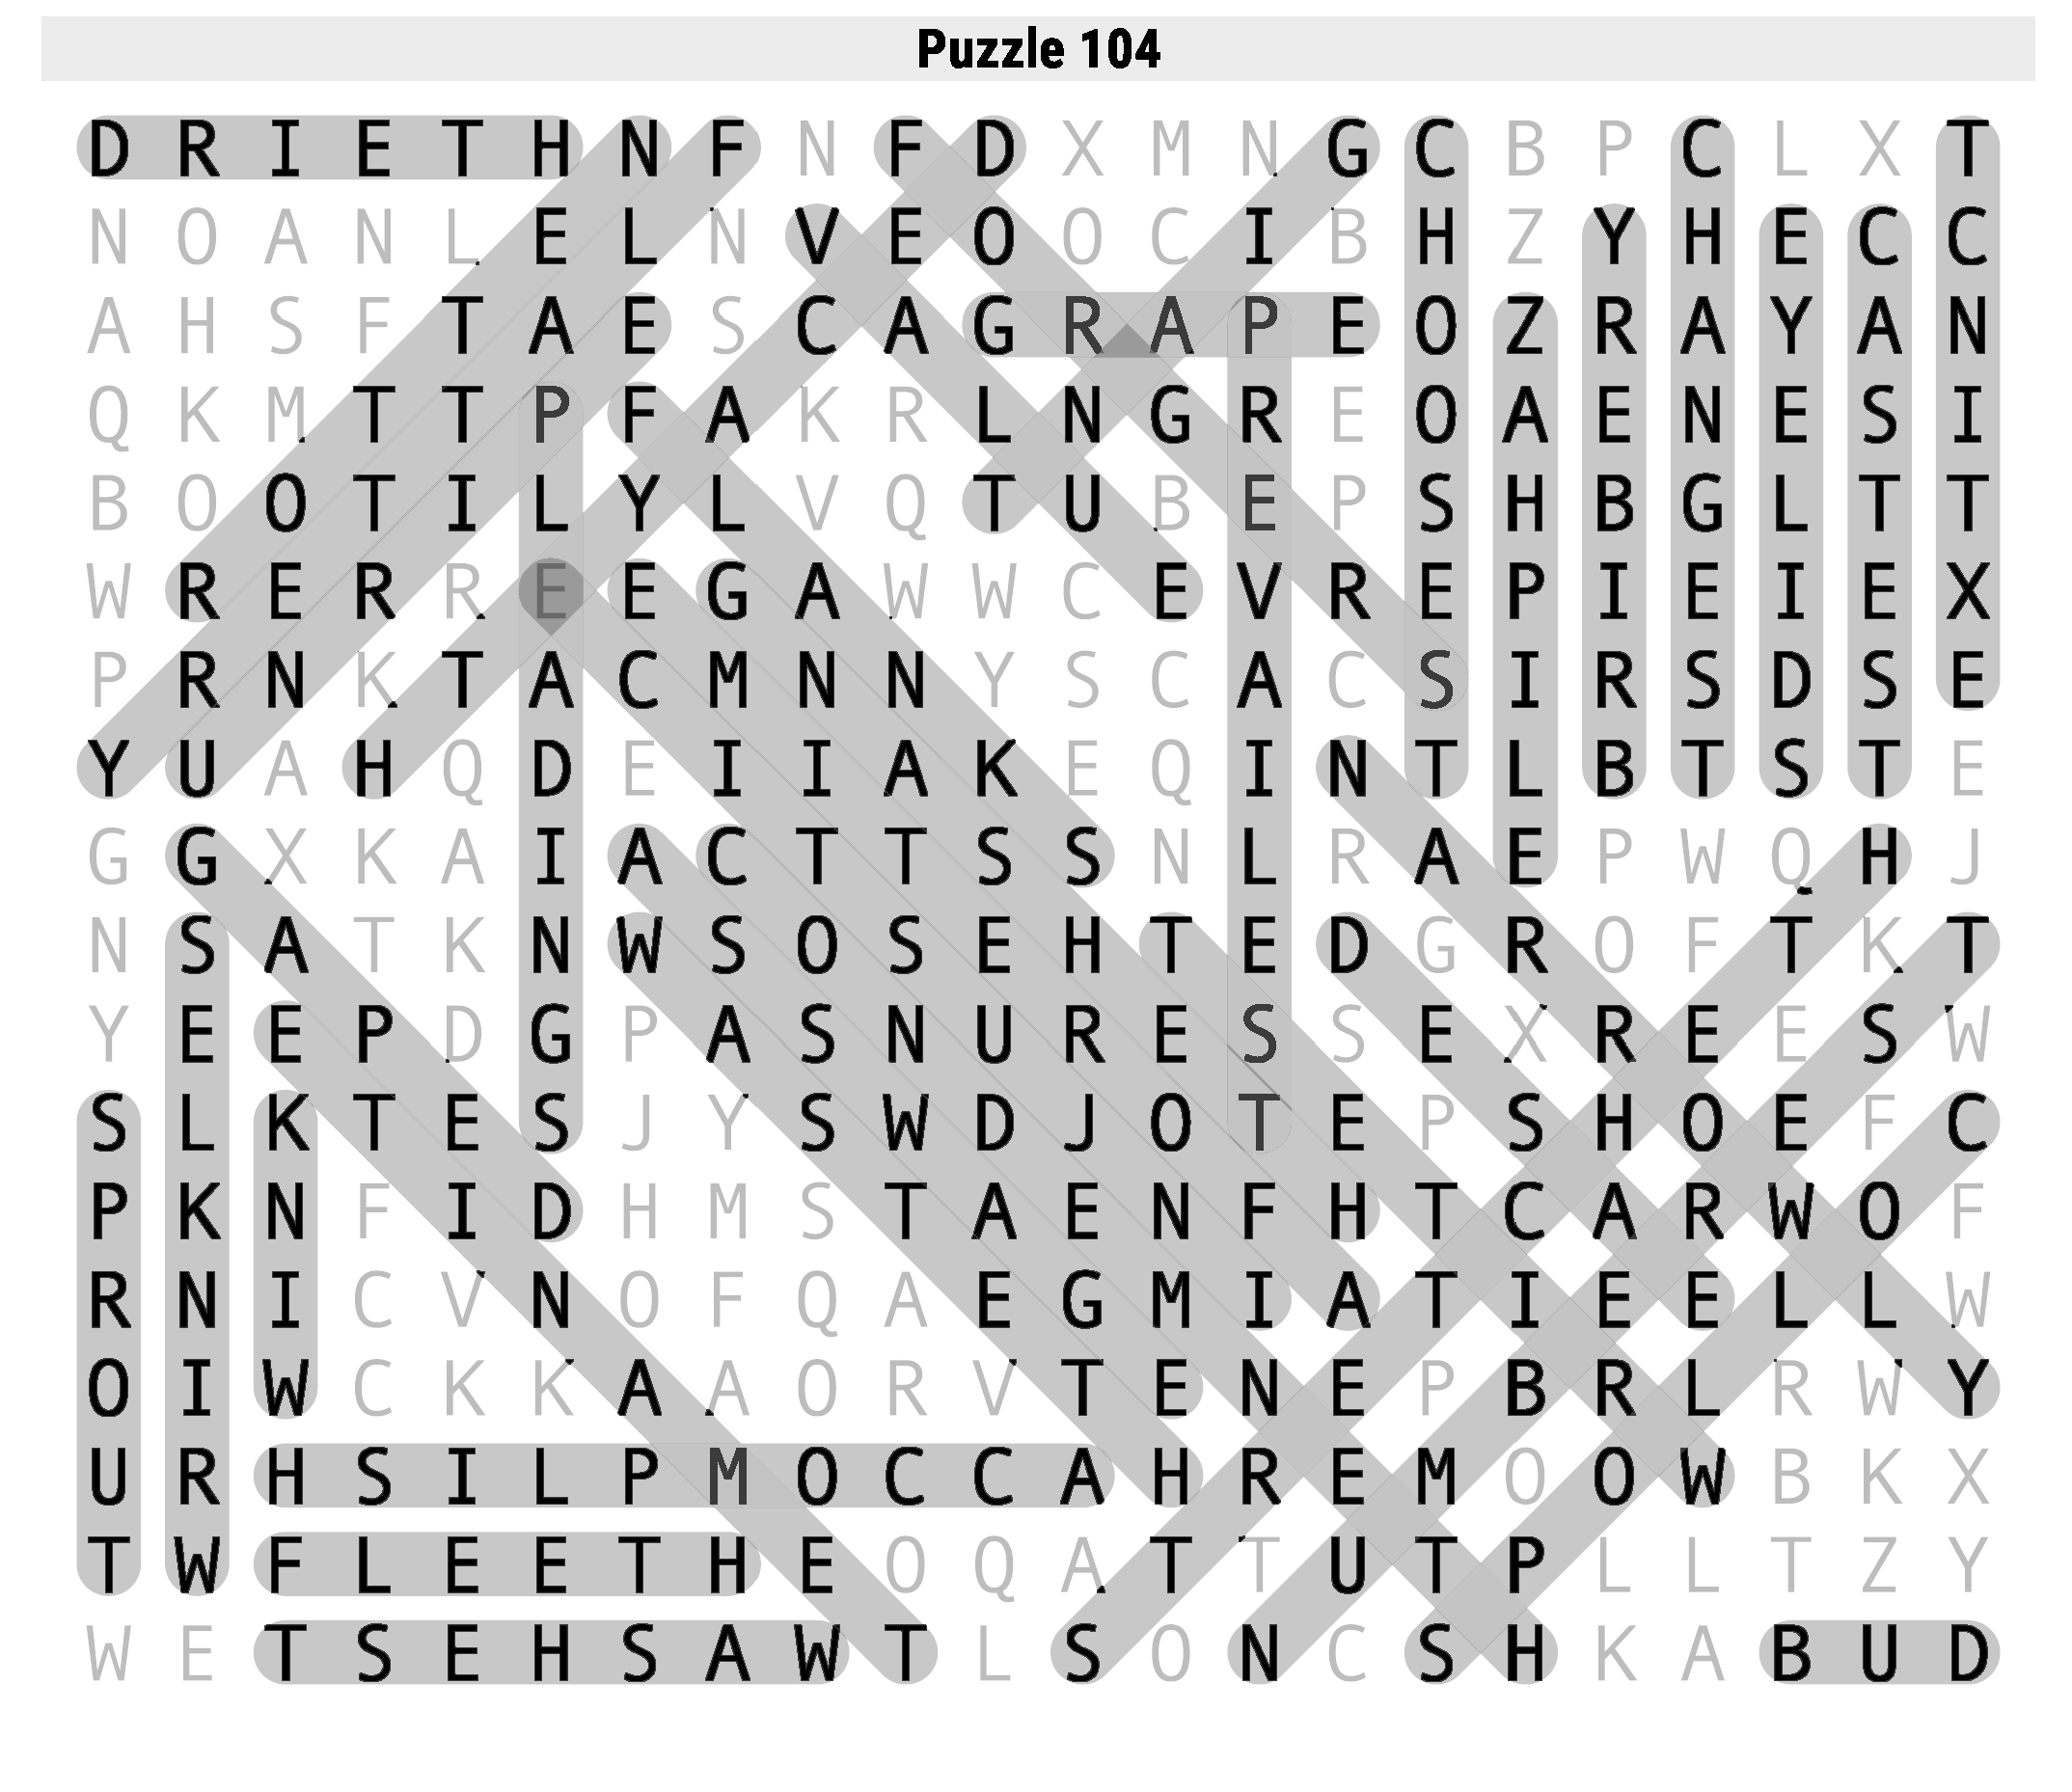 Puzzle 104
D R I E T H N F N F D X M N G C B P C L X T
N O A N L E L N V E O O C I B H Z Y H E C C
A H S F T A E S C A G R A P E O Z R A Y A N
Q K M T T P F A K R L N G R E O A E N E S I
B O O T I L Y L V Q T U B E P S H B G L T T
W R E R R E E G A W W C E V R E P I E I E X
P R N K T A C M N N Y S C A C S I R S D S E
Y U A H Q D E I I A K E Q I N T L B T S T E
G G X K A I A C T T S S N L R A E P W Q H J
N S A T K N W S O S E H T E D G R O F T K T
Y E E P D G P A S N U R E S S E X R E E S W
S L K T E S J Y S W D J O T E P S H O E F C
P K N F I D H M S T A E N F H T C A R W O F
R N I C V N O F Q A E G M I A T I E E L L W
O I W C K K A A O R V T E N E P B R L R W Y
U R H S I L P M O C C A H R E M O O W B K X
T W F L E E T H E O Q A T T U T P L L T Z Y
W E T S E H S A W T L S O N C S H K A B U D